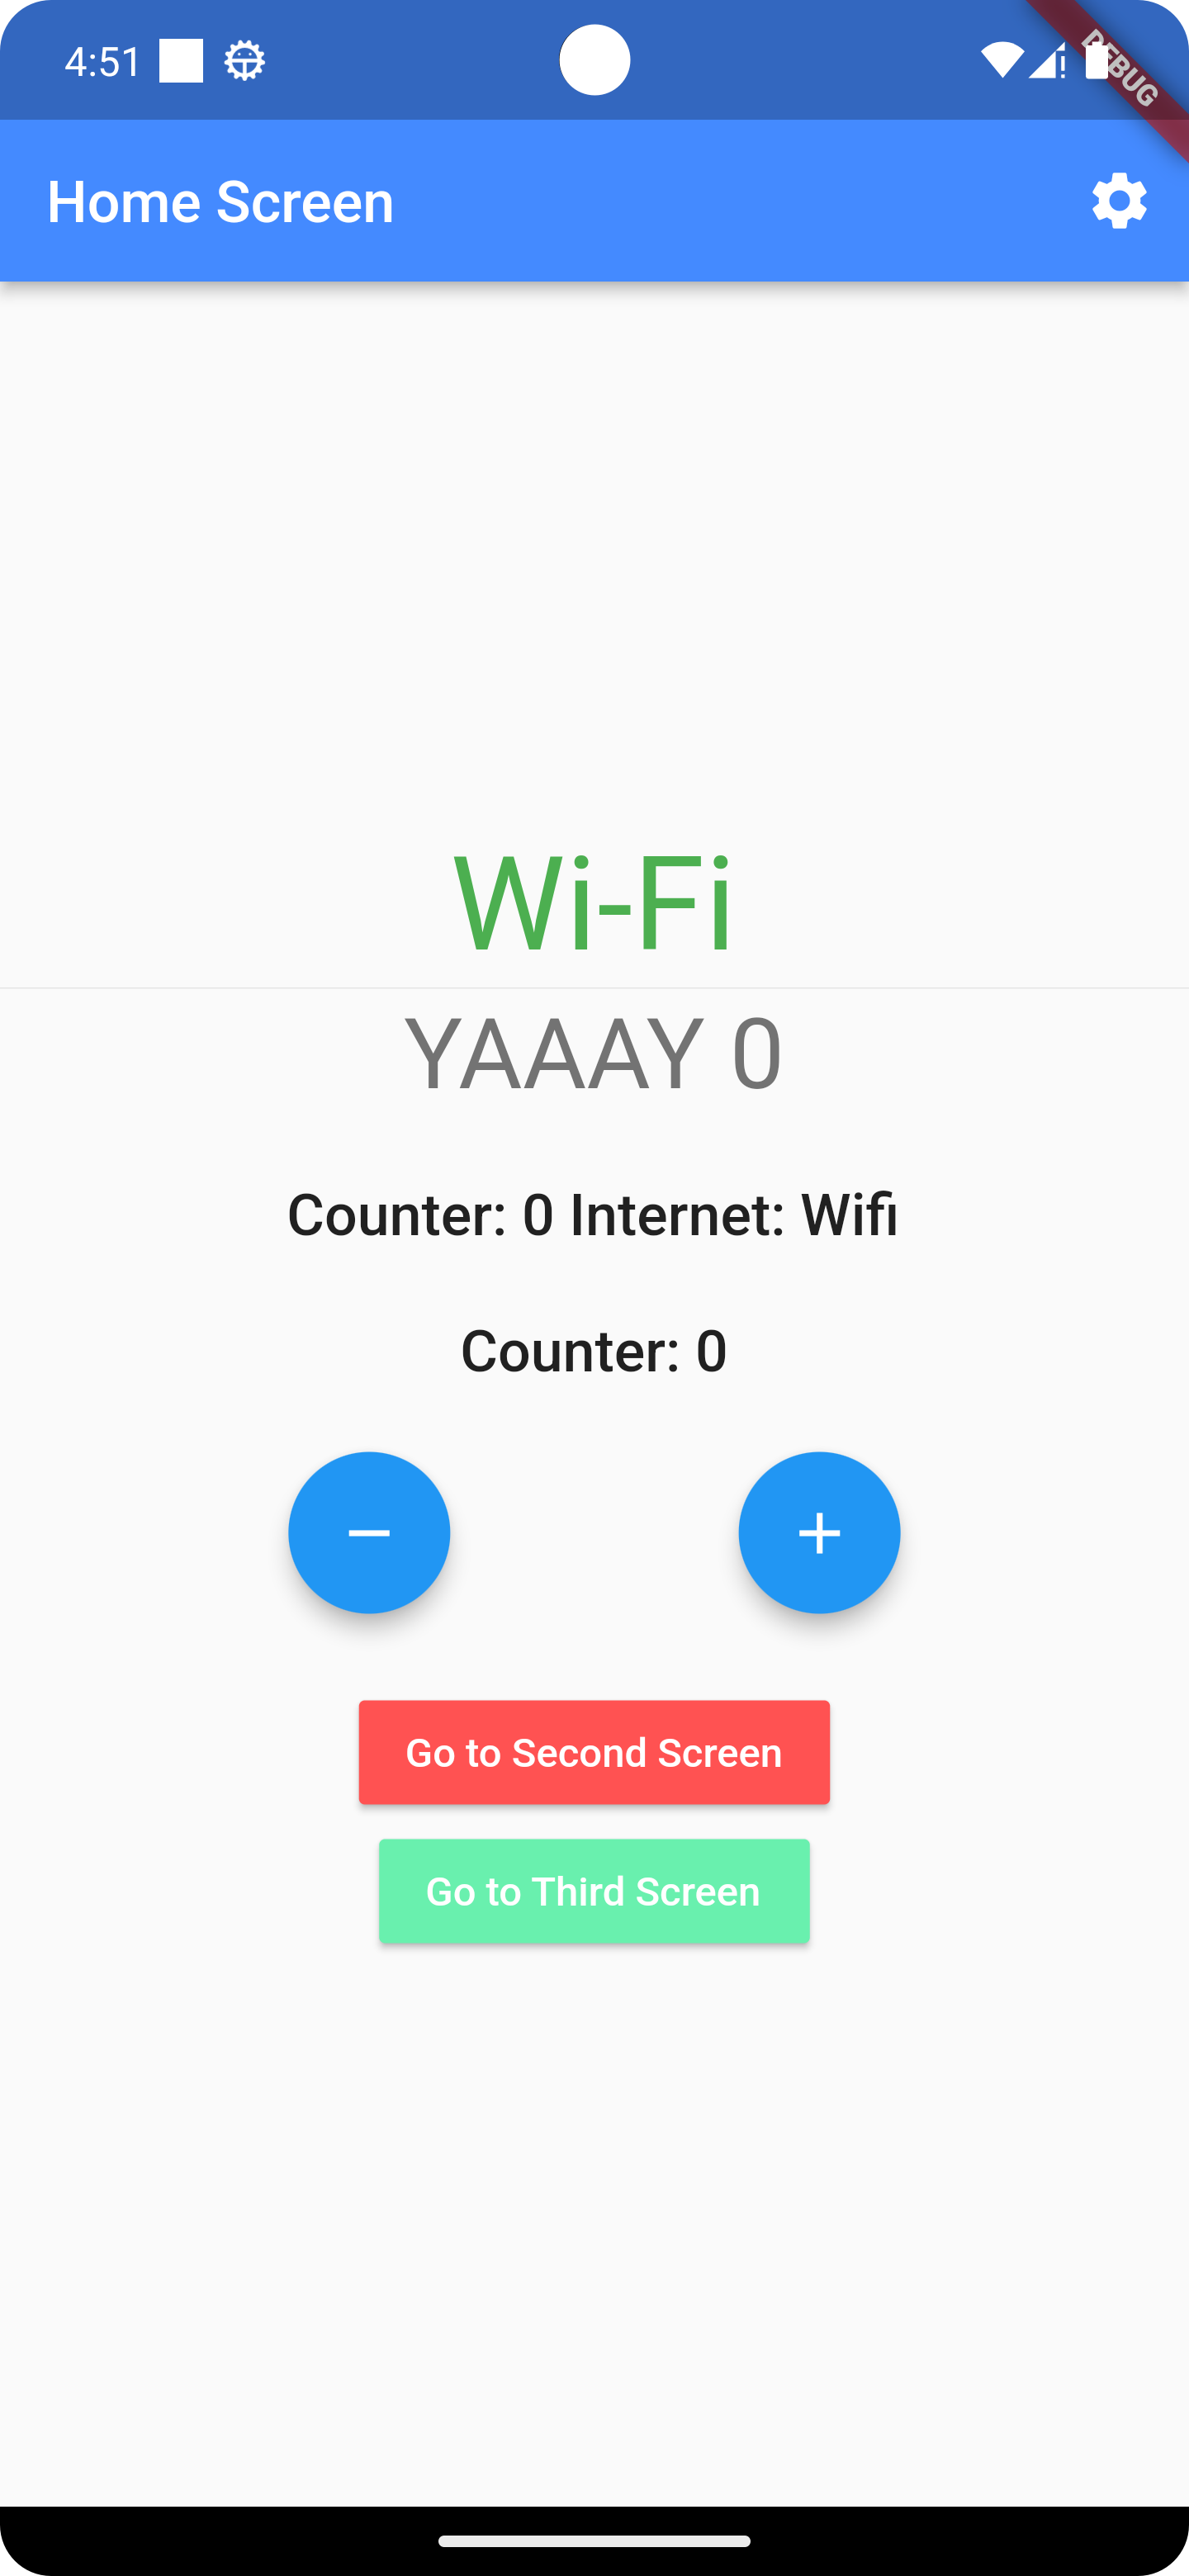 4:51
DEBUG
Home Screen
Wi-Fi
YAAAY 0
Counter: 0 Internet: Wifi
Counter: 0
Go to Second Screen
Go to Third Screen